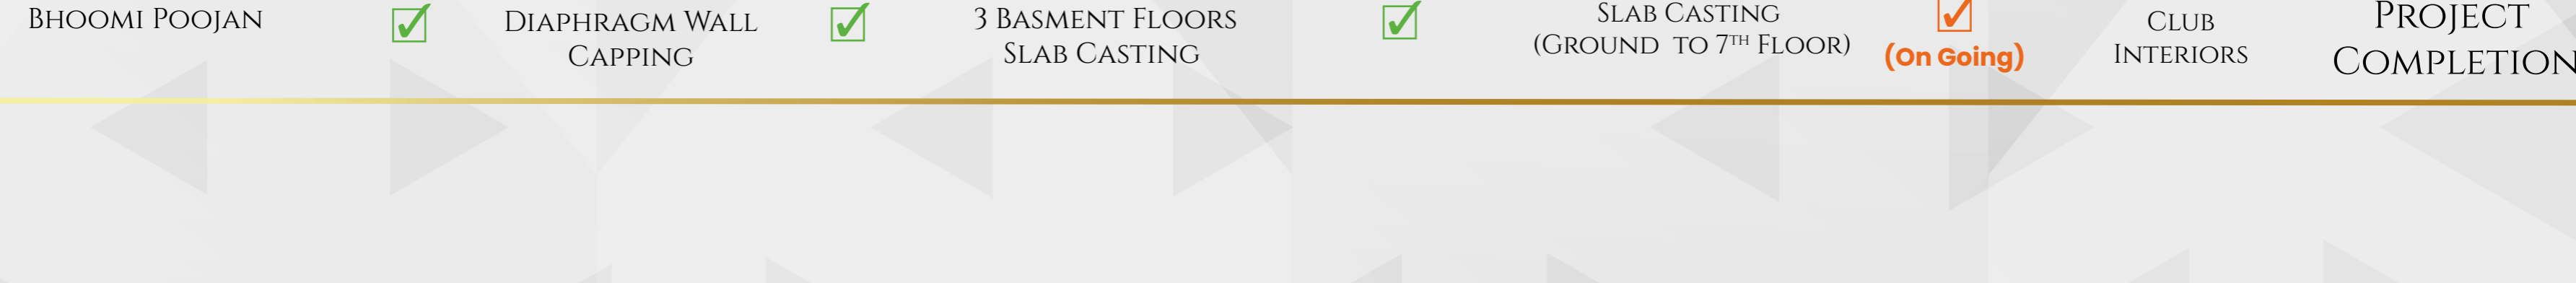 Bhoomi Poojan
Diaphragm Wall
Capping
3 Basment Floors
Slab Casting
Slab Casting
(Ground to 7th Floor)
(On Going)
Club
Interiors
Project
Completion